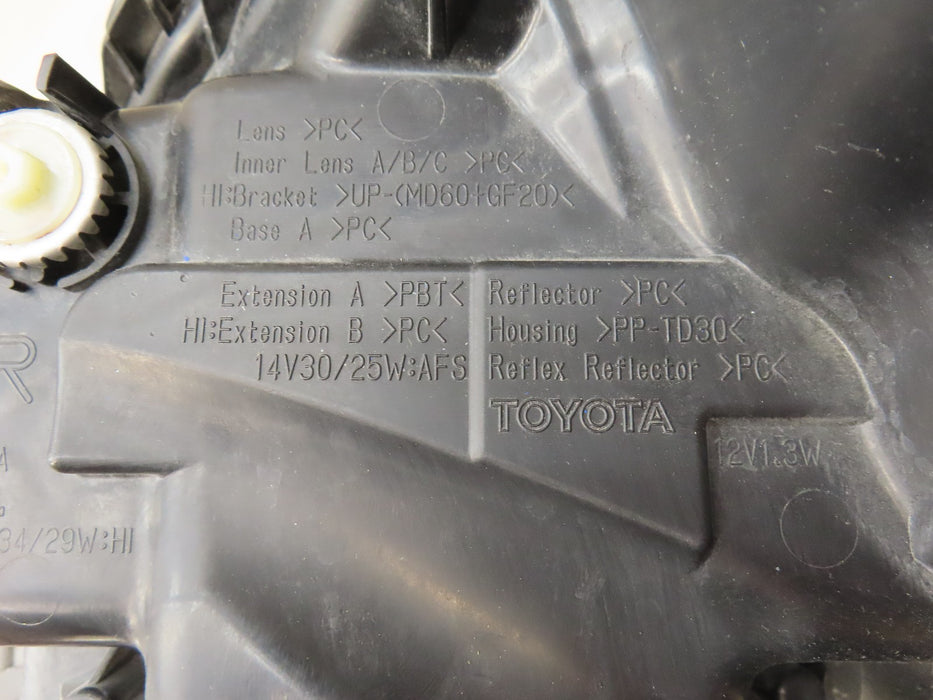 Lens >PC<
Inner Lens A/B/C >PC<
HI:Bracket >UP-(MD60+GF20)<
Base A >PC<
Extension A >PBT<
HI:Extension B >PC<
14V30/25W:AFS
Reflector >PC<
Housing >PP-TD30<
Reflex Reflector >PC<
TOYOTA
12V1.3W
R
4
34/29W:HI